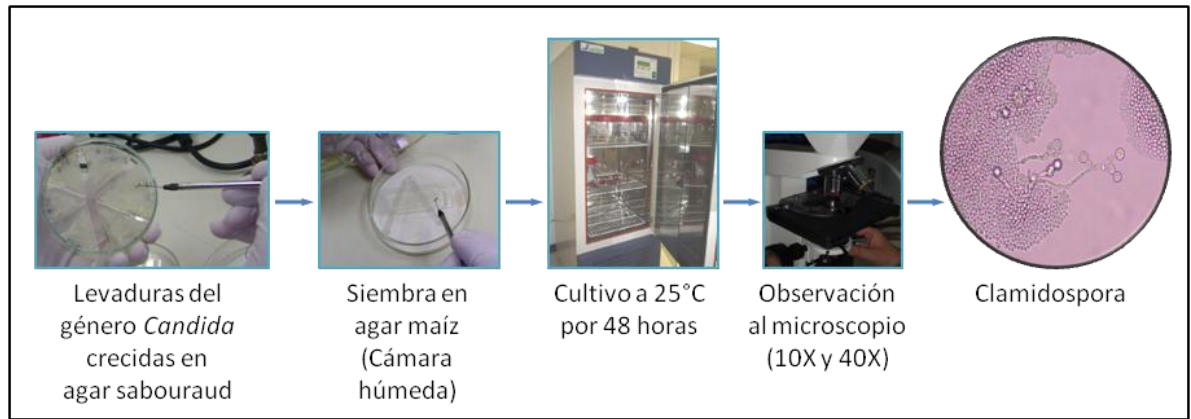 Levaduras del
género Candida
crecidas en
agar sabouraud
Siembra en
agar maíz
(Cámara
húmeda)
Cultivo a 25°C
por 48 horas
Observación
al microscopio
(10X y 40X)
Clamidospora